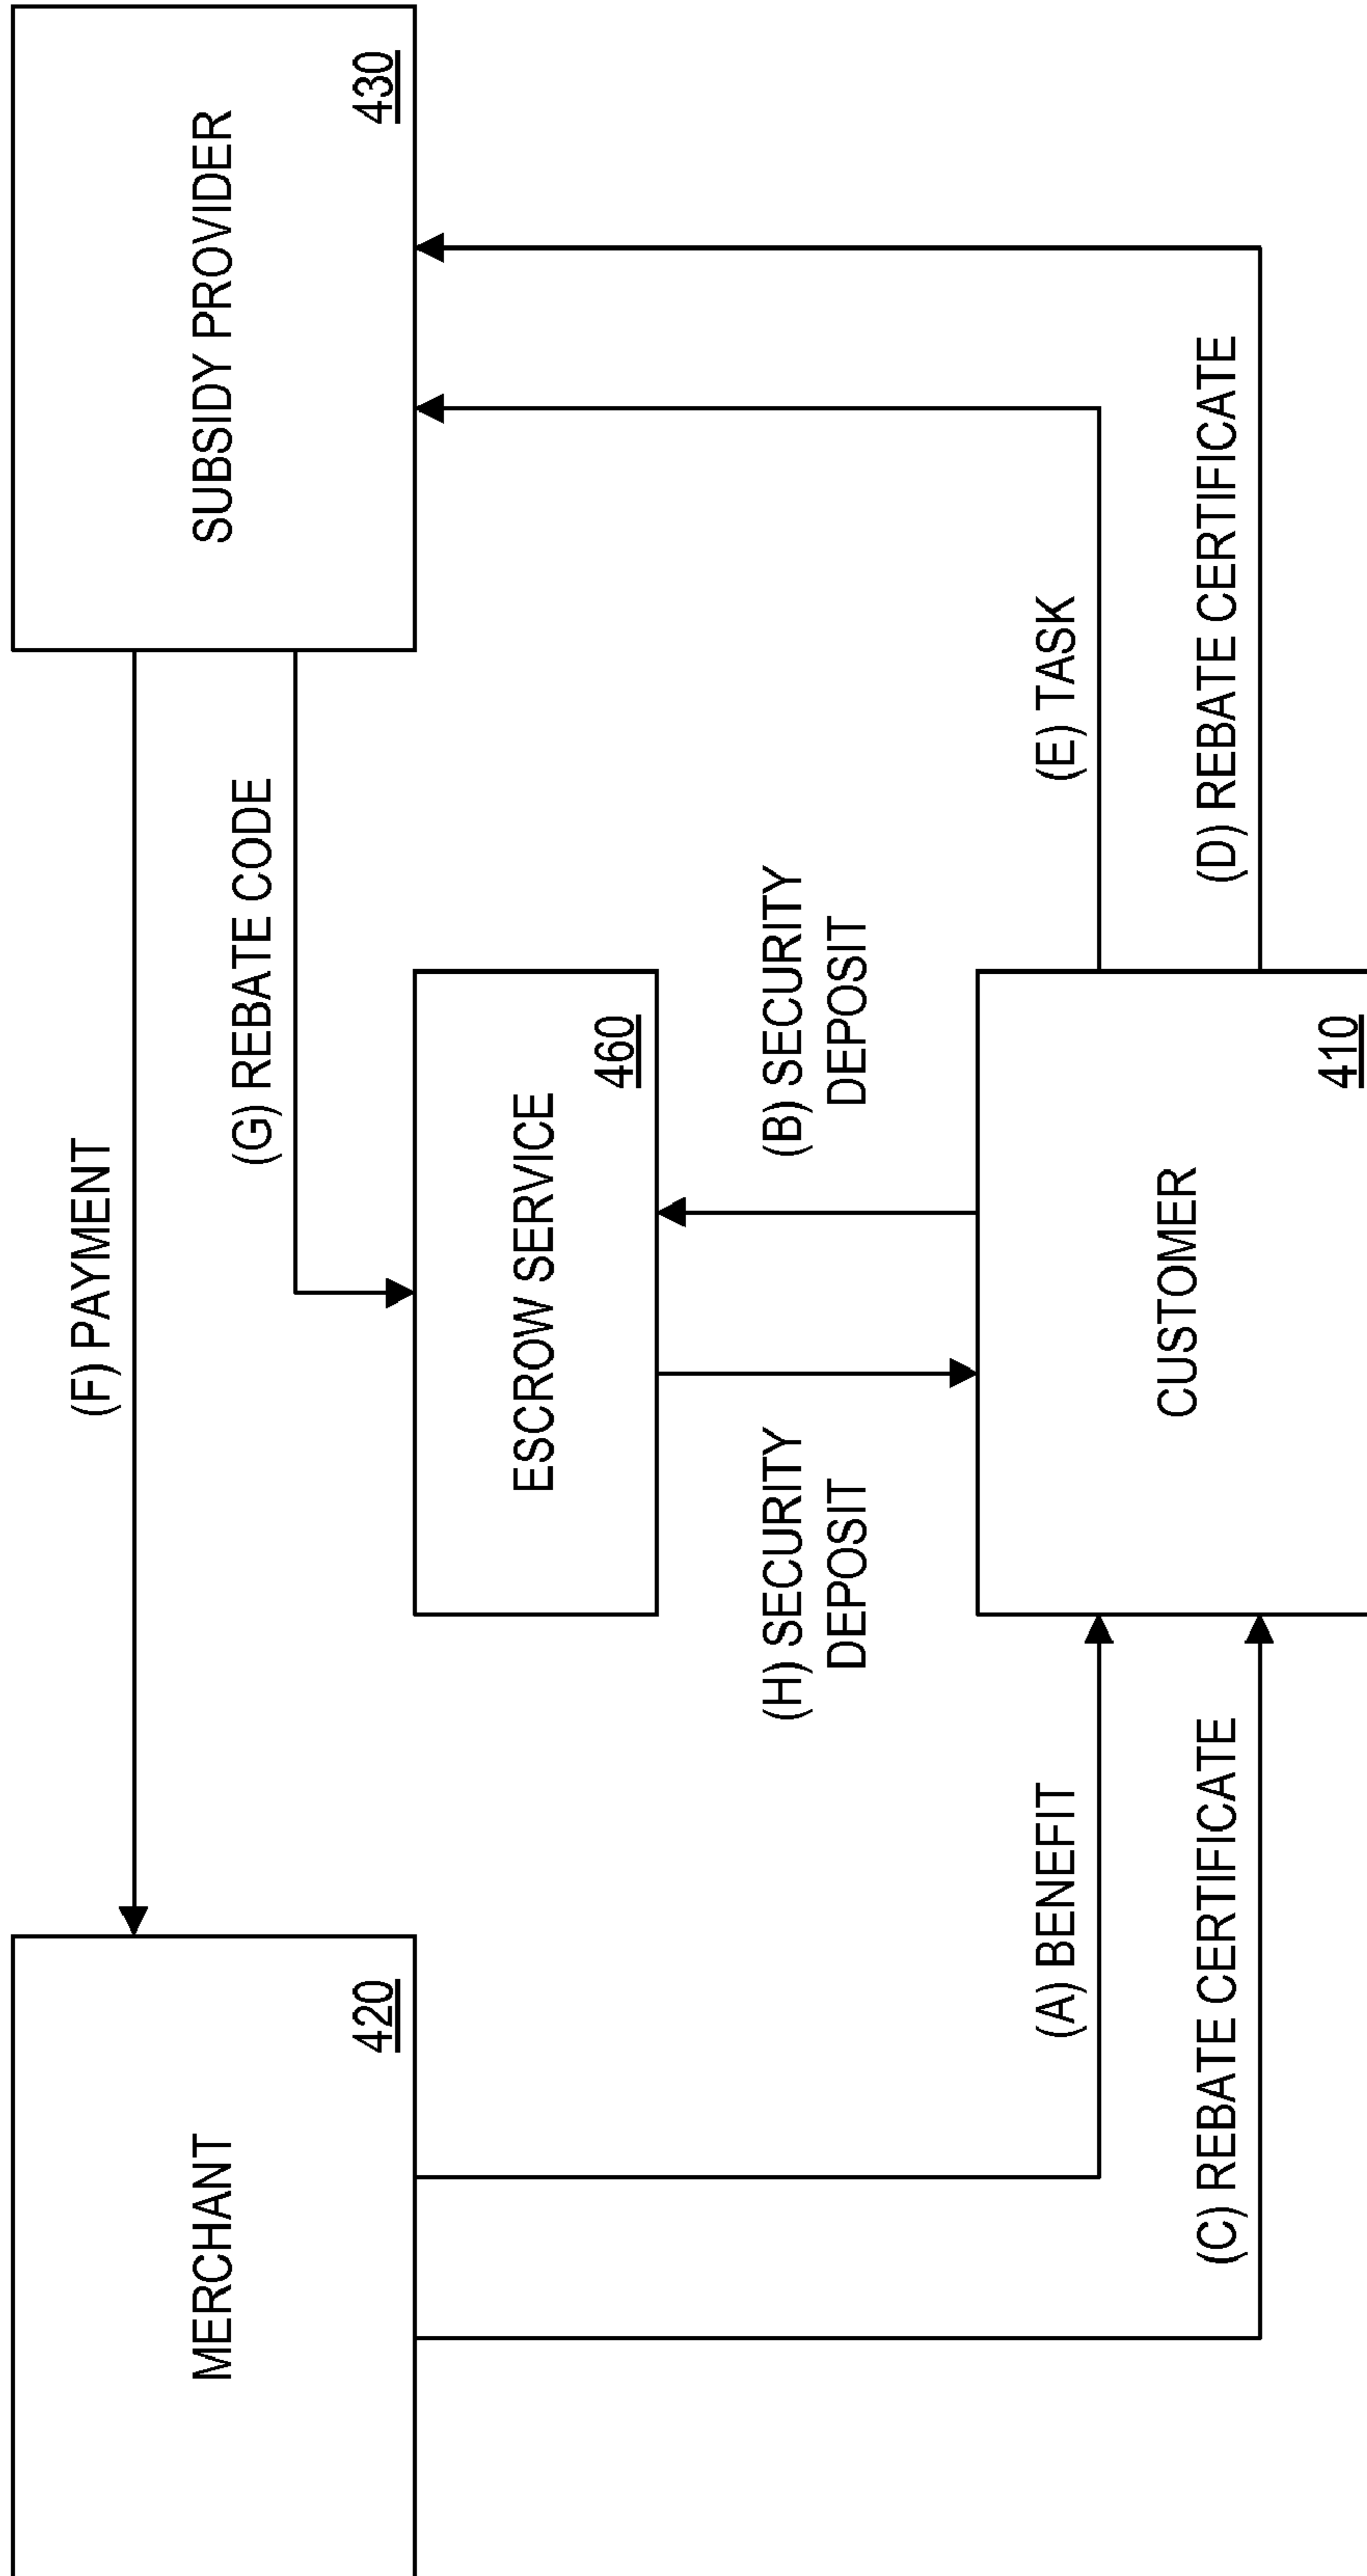 (F) PAYMENT
MERCHANT
420
(G) REBATE CODE
SUBSIDY PROVIDER
430
ESCROW SERVICE
460
(H) SECURITY
DEPOSIT
(B) SECURITY
DEPOSIT
(A) BENEFIT
(E) TASK
CUSTOMER
410
(C) REBATE CERTIFICATE
(D) REBATE CERTIFICATE